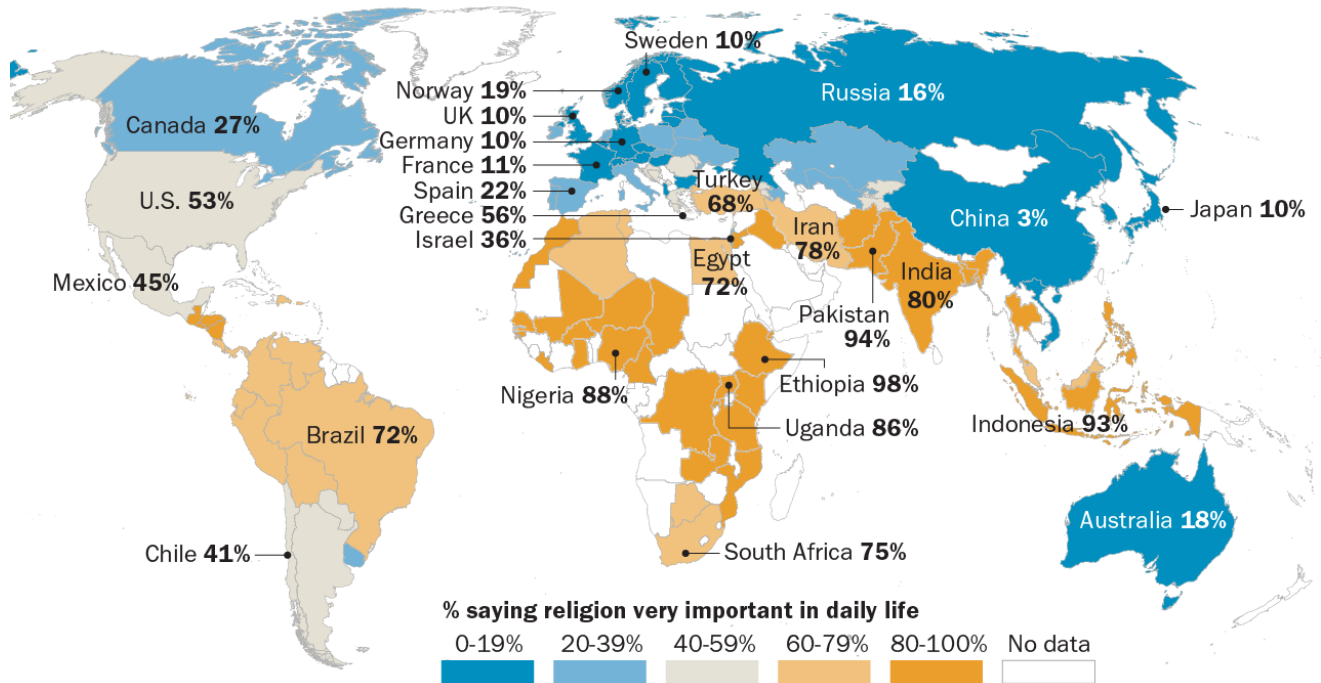 Sweden 10%
Norway 19%
Russia 16%
UK 10%
Canada 27%
Germany 10%
France 11%
Turkey
68%
Spain 22%
U.S. 53%
Greece 56%
China 3%
Japan 10%
Iran
78%
Israel 36%
Egypt
72%
India
80%
Mexico 45%
Pakistan
94%
Ethiopia 98%
Nigeria 88%
Uganda 86%
Indonesia 93%
Brazil 72%
Australia 18%
Chile 41%
South Africa 75%
% saying religion very important in daily life
0-19% 20-39% 40-59% 60-79% 80-100% No data